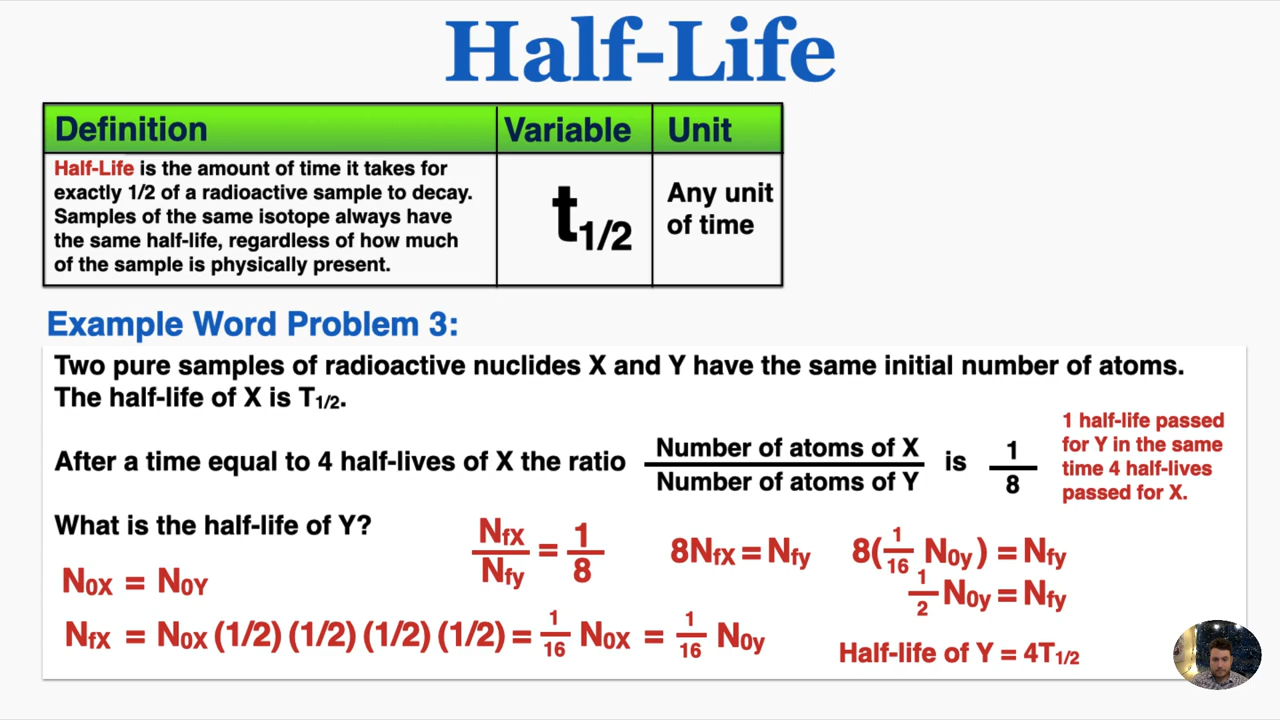 Half-Life
Definition Variable Unit
Half-Life is the amount of time it takes for
exactly 1/2 of a radioactive sample to decay.
Samples of the same isotope always have
the same half-life, regardless of how much
of the sample is physically present.
t1/2
Any unit
of time
Example Word Problem 3:
Two pure samples of radioactive nuclides X and Y have the same initial number of atoms.
The half-life of X is T1/2.
After a time equal to 4 half-lives of X the ratio Number of atoms of X / Number of atoms of Y is 1/8
1 half-life passed
for Y in the same
time 4 half-lives
passed for X.
What is the half-life of Y?
NfX / Nfy = 1/8
8NfX = Nfy
8(1/16 N0y) = Nfy
1/2 N0y = Nfy
N0X = N0Y
NfX = N0X (1/2) (1/2) (1/2) (1/2) = 1/16 N0X = 1/16 N0y
Half-life of Y = 4T1/2